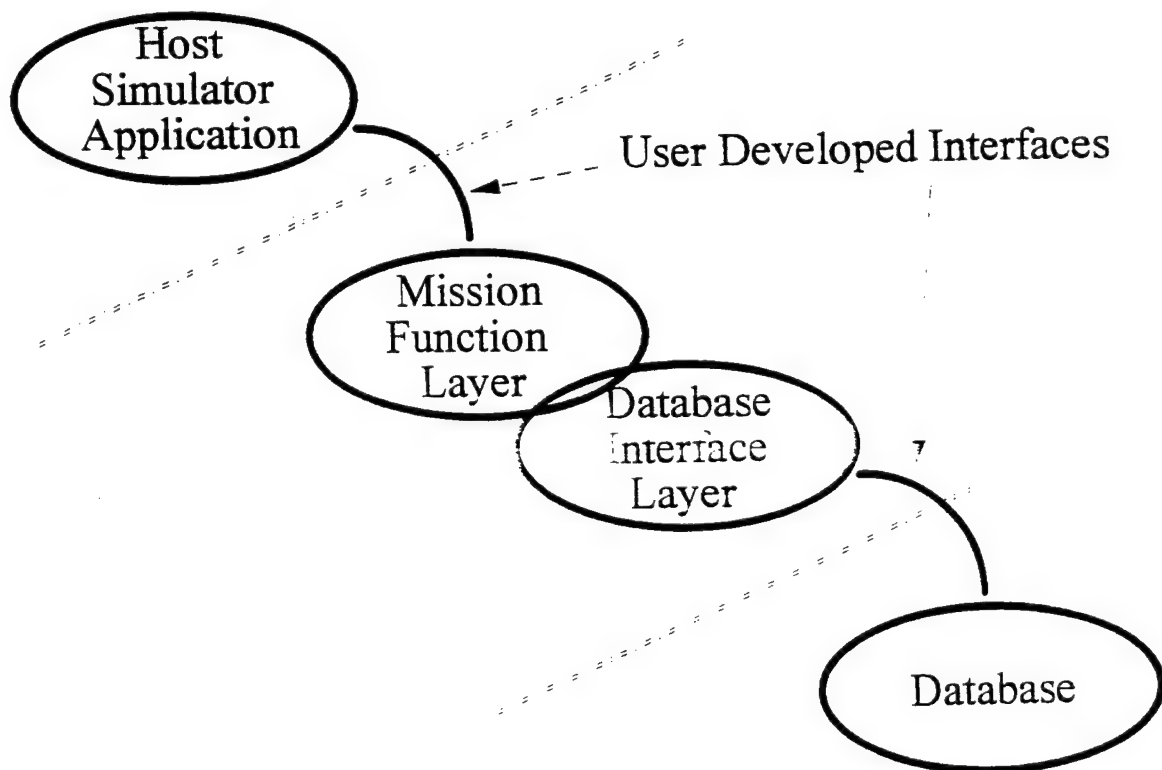 Host
Simulator
Application
User Developed Interfaces
Mission
Function
Layer
Database
Interface
Layer
Database